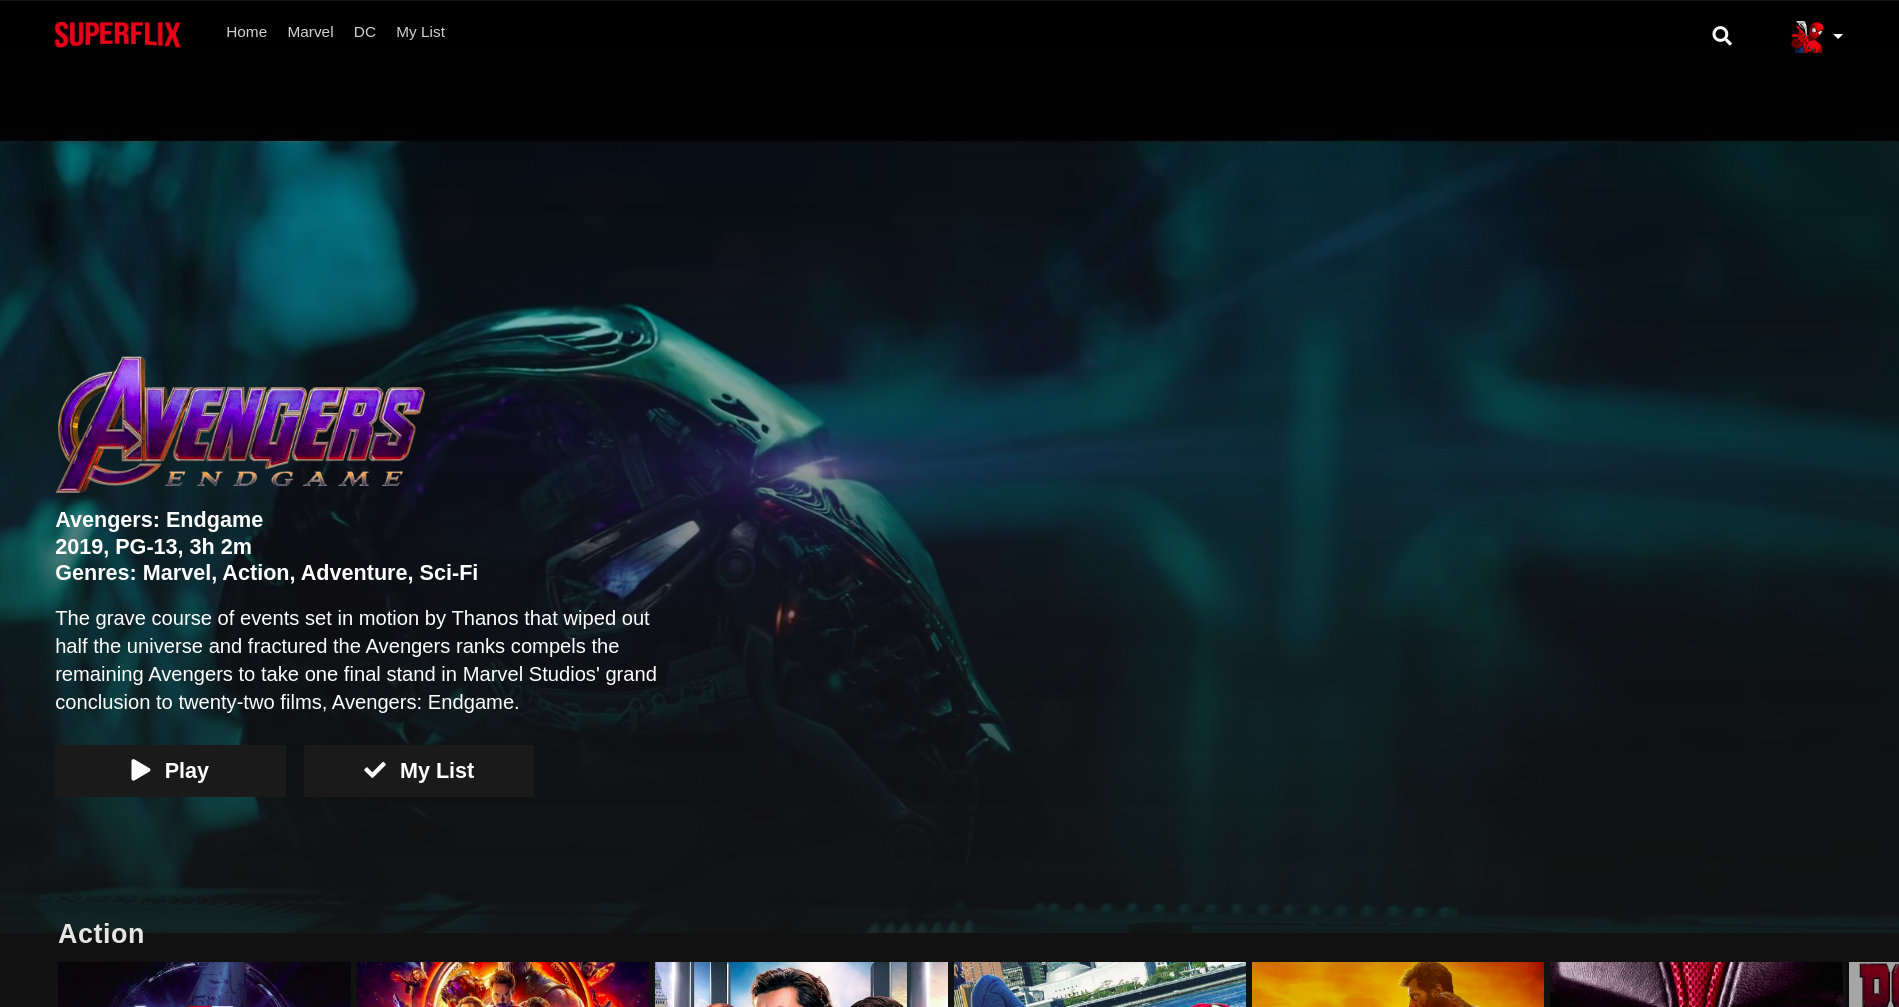 SUPERFLIX
Home Marvel DC My List
AVENGERS
ENDGAME
Avengers: Endgame
2019, PG-13, 3h 2m
Genres: Marvel, Action, Adventure, Sci-Fi
The grave course of events set in motion by Thanos that wiped out
half the universe and fractured the Avengers ranks compels the
remaining Avengers to take one final stand in Marvel Studios' grand
conclusion to twenty-two films, Avengers: Endgame.
Play
My List
Action